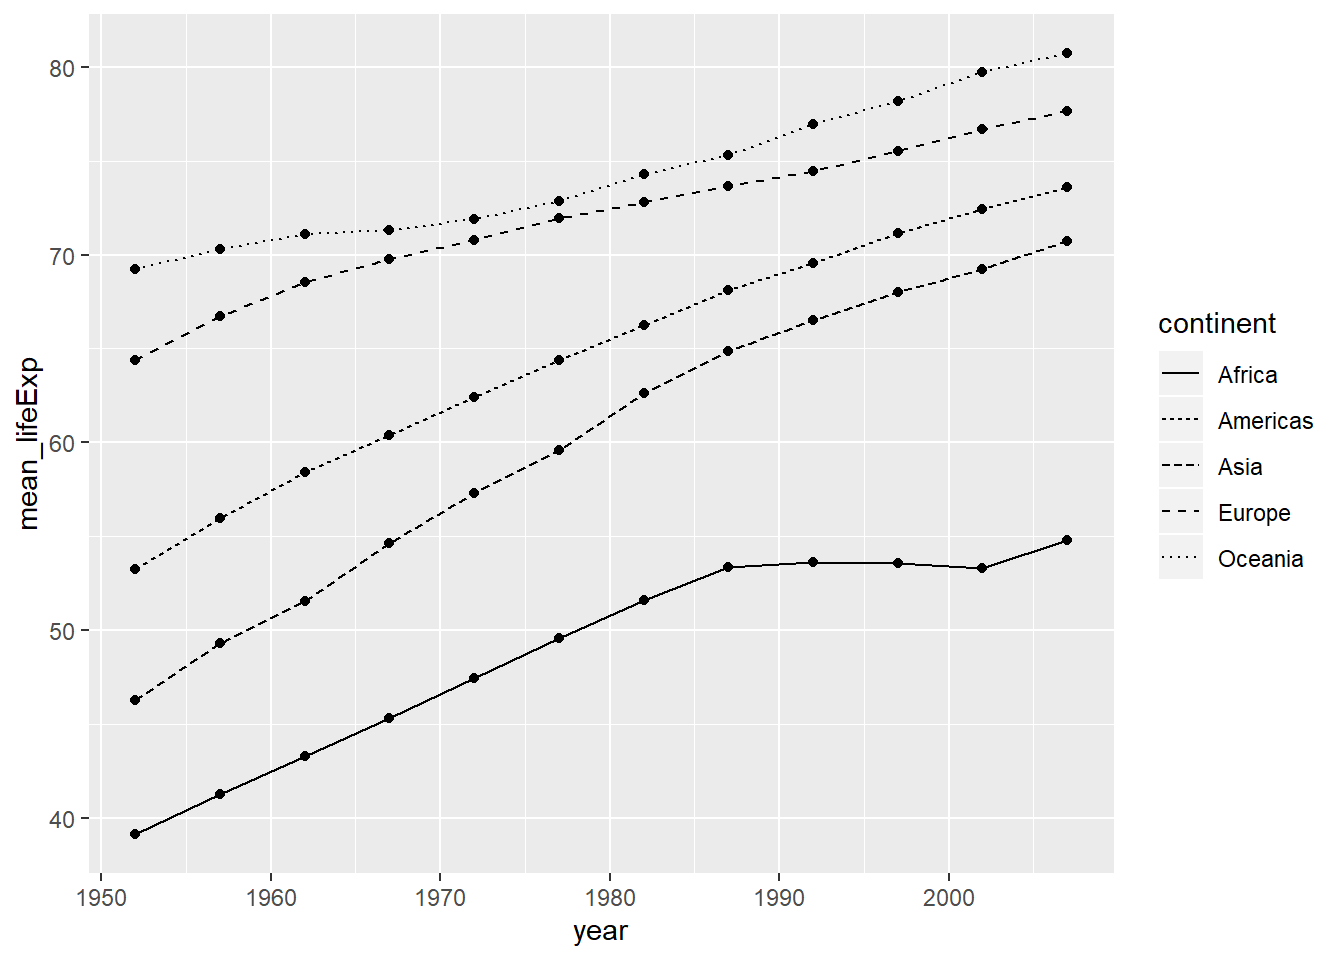 80
70
60
50
40
mean_lifeExp
1950 1960 1970 1980 1990 2000
year
continent
Africa
Americas
Asia
Europe
Oceania